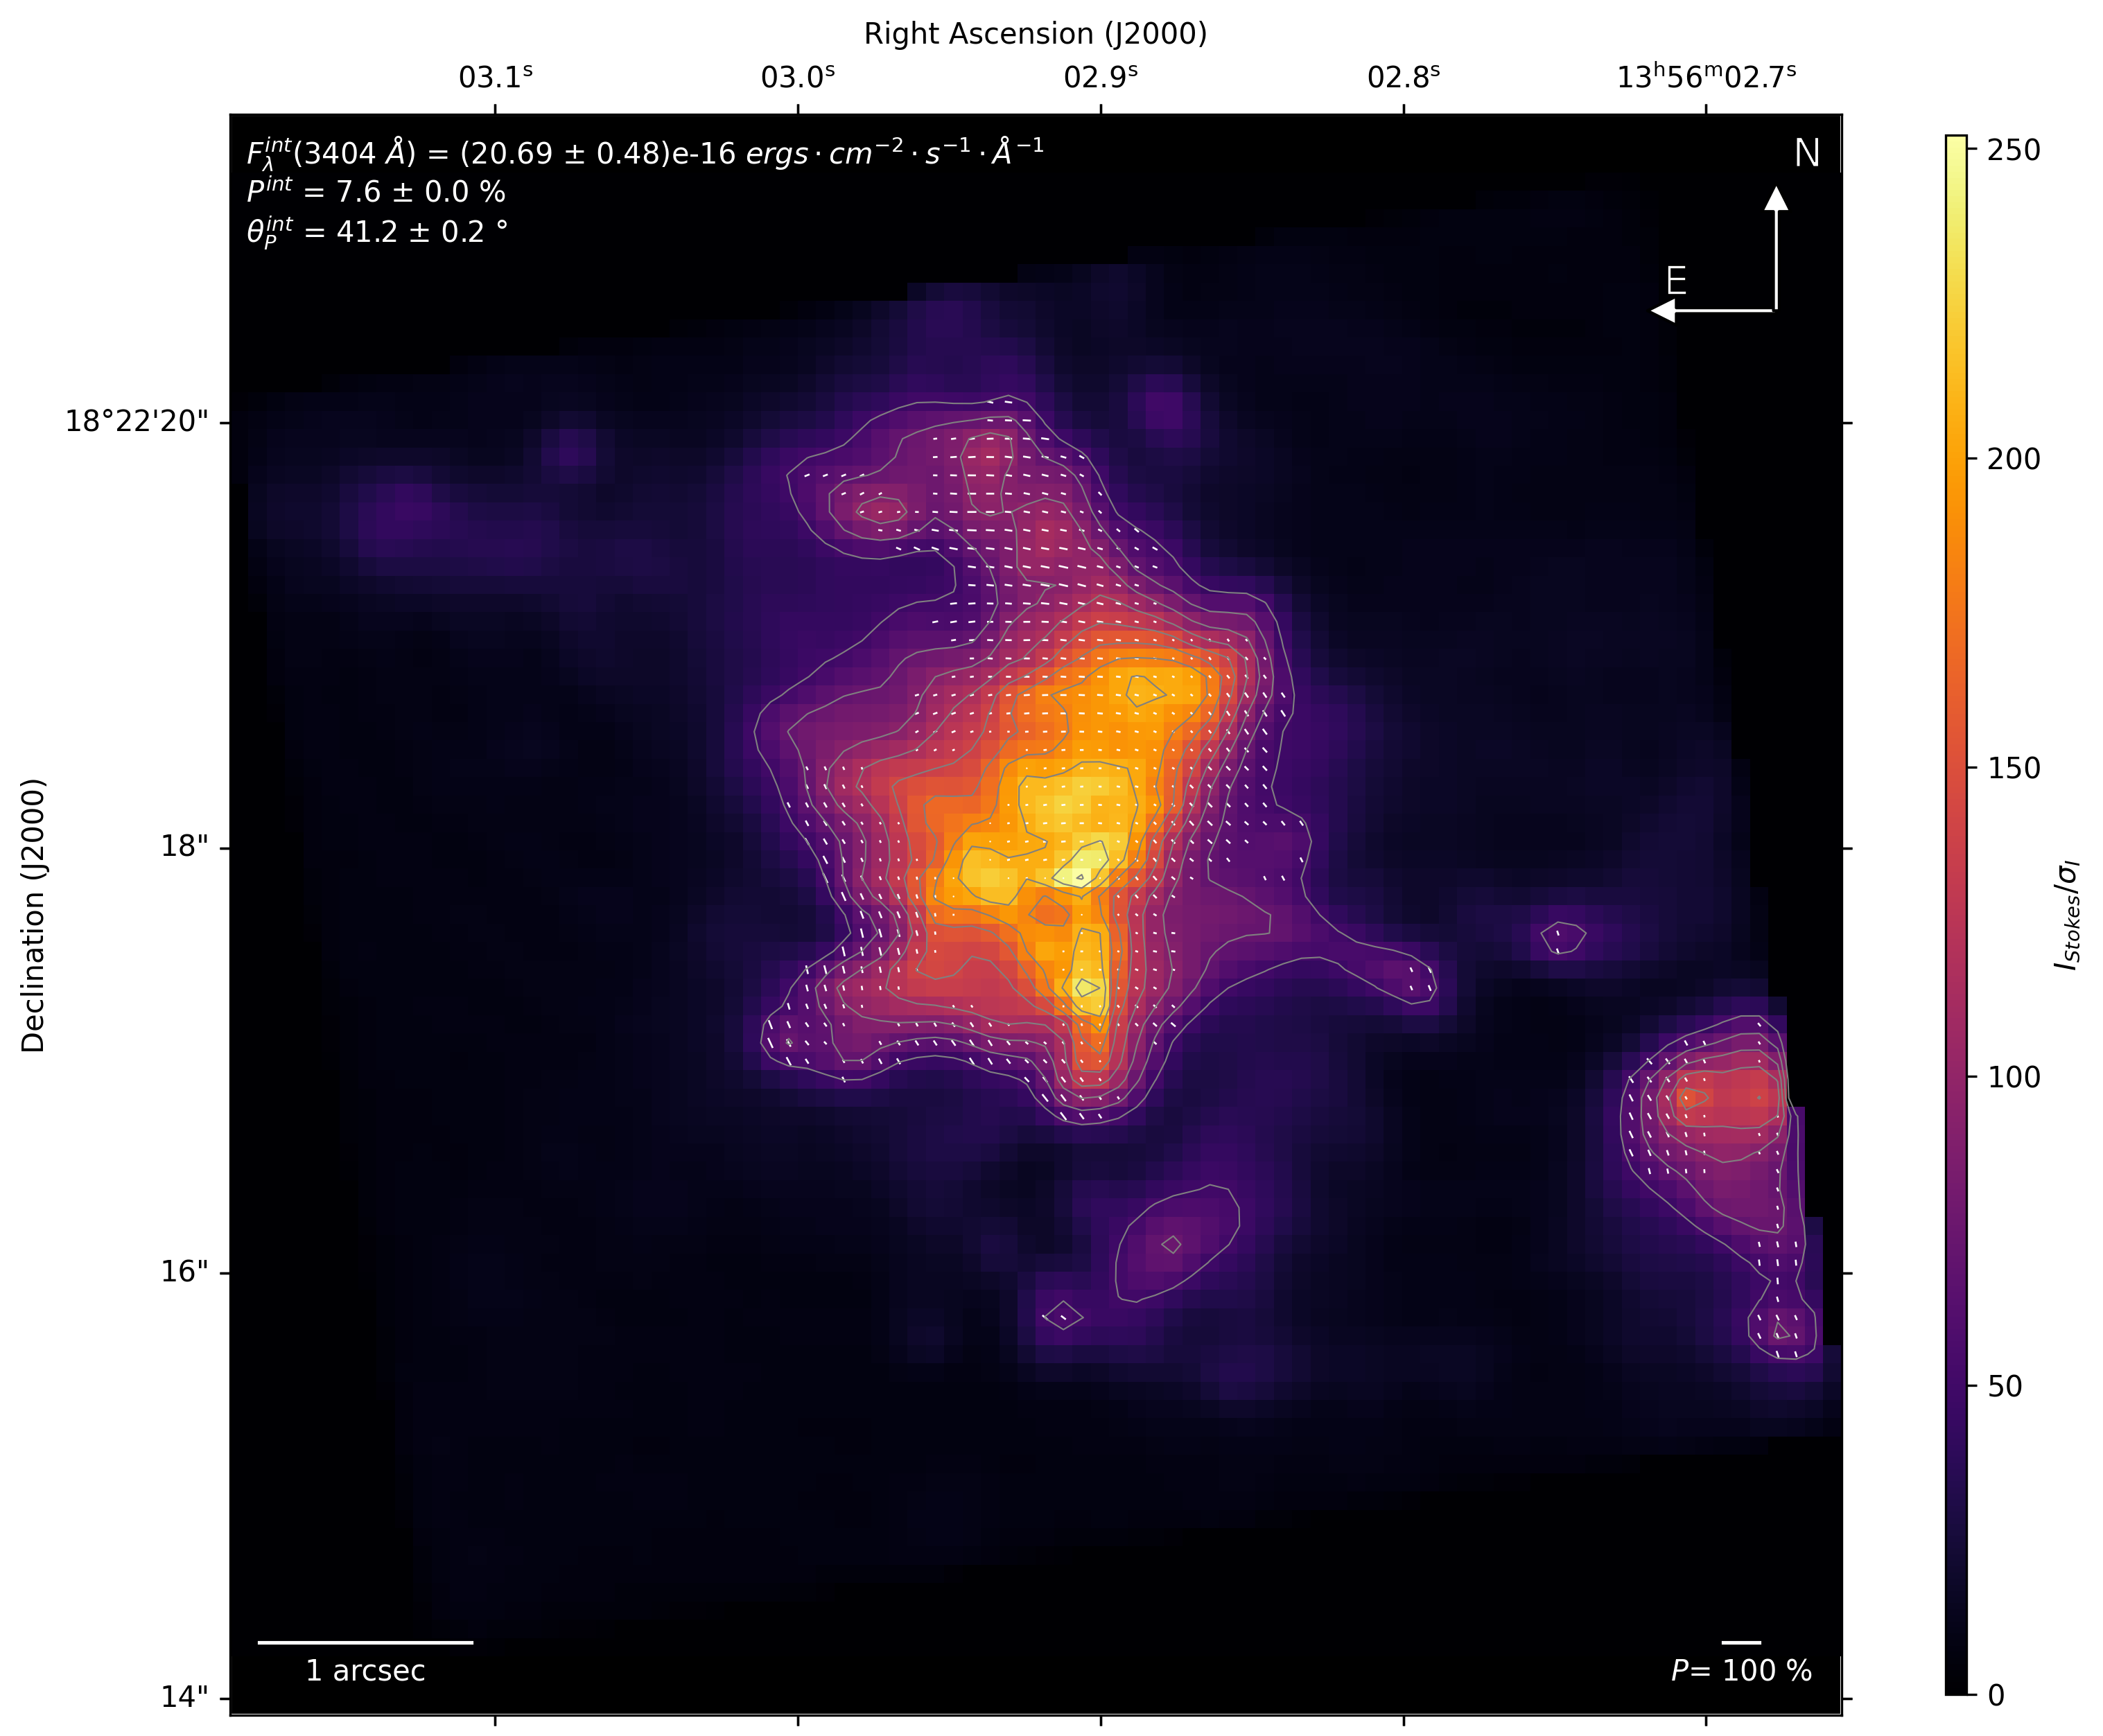 Right Ascension (J2000)
03.1ˢ 03.0ˢ 02.9ˢ 02.8ˢ 13ʰ56ᵐ02.7ˢ
F_λ^int(3404 Å) = (20.69 ± 0.48)e-16 ergs · cm⁻² · s⁻¹ · Å⁻¹
P^int = 7.6 ± 0.0 %
θ_P^int = 41.2 ± 0.2 °
N
E
18°22'20"
18"
16"
14"
Declination (J2000)
1 arcsec
P= 100 %
250
200
150
100
50
0
I_Stokes/σ_I